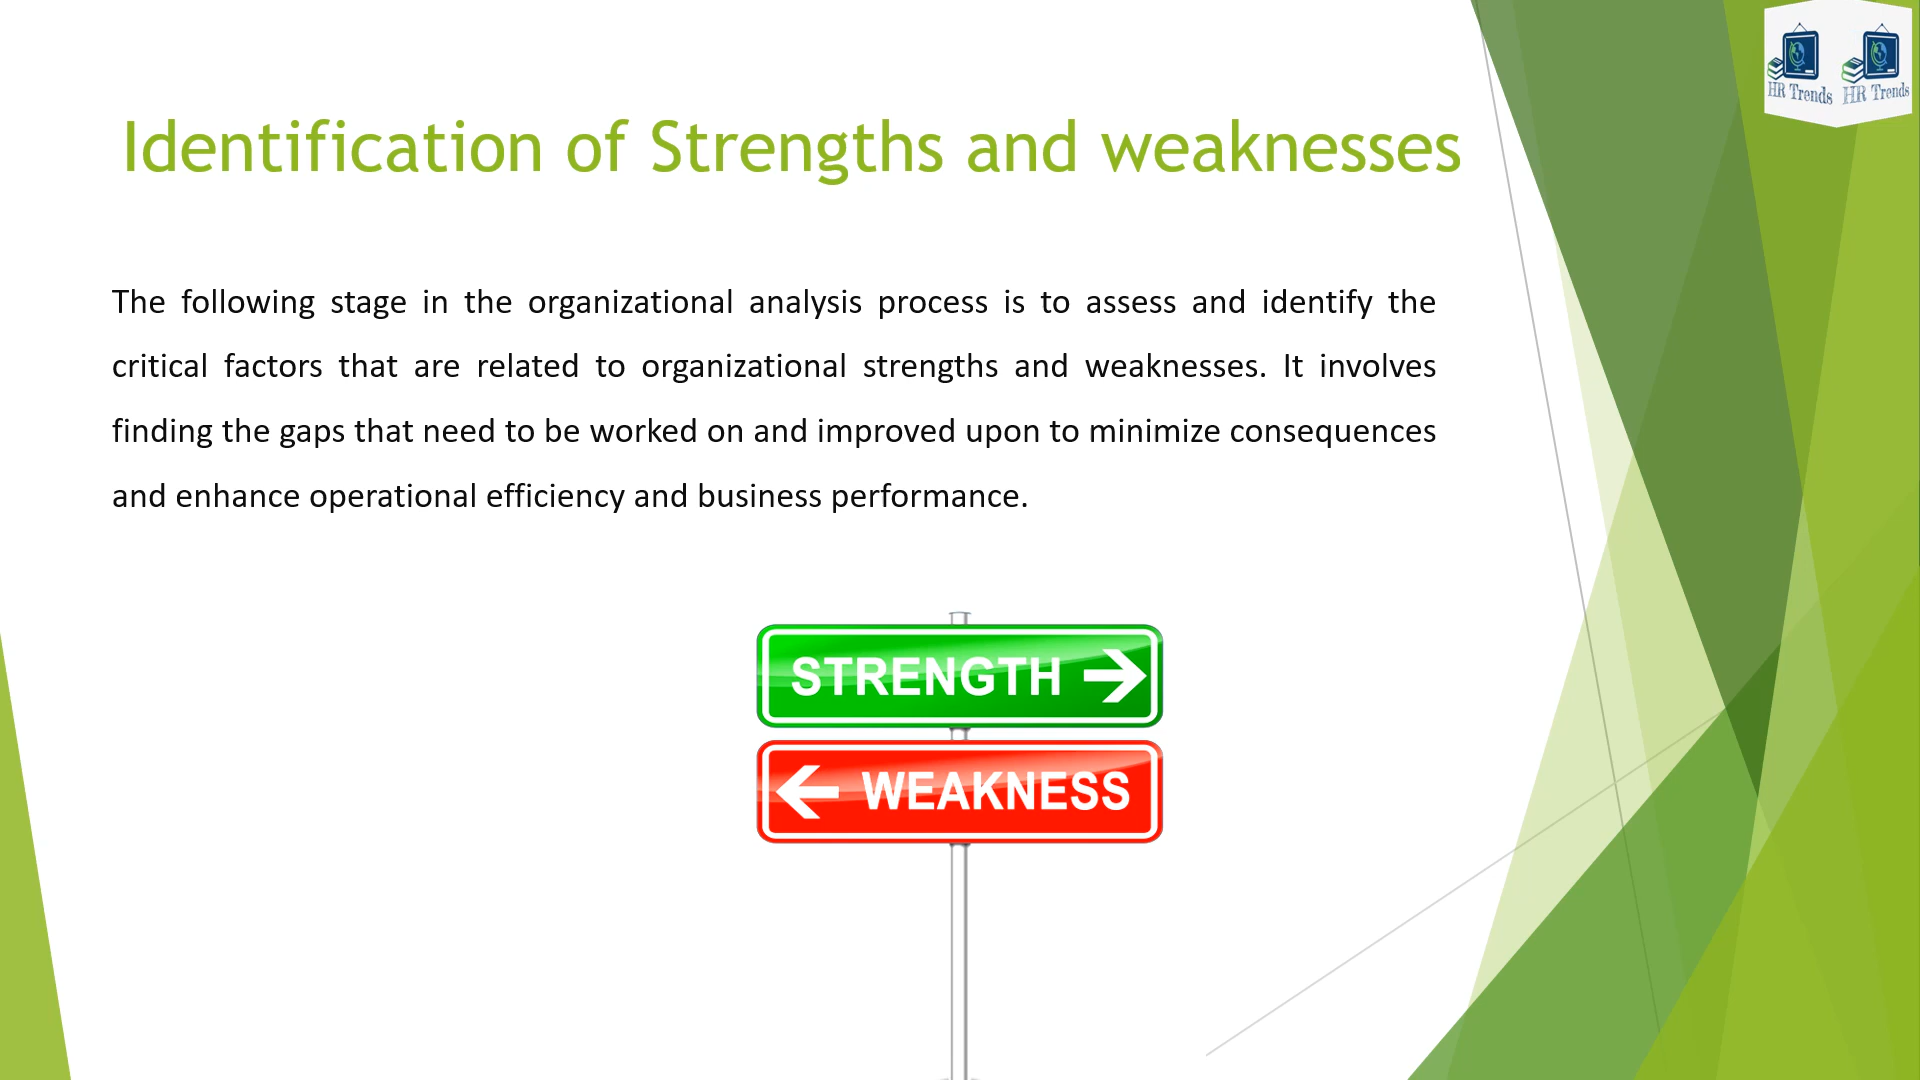 HR Trends HR Trends
Identification of Strengths and weaknesses
The following stage in the organizational analysis process is to assess and identify the
critical factors that are related to organizational strengths and weaknesses. It involves
finding the gaps that need to be worked on and improved upon to minimize consequences
and enhance operational efficiency and business performance.
STRENGTH
WEAKNESS